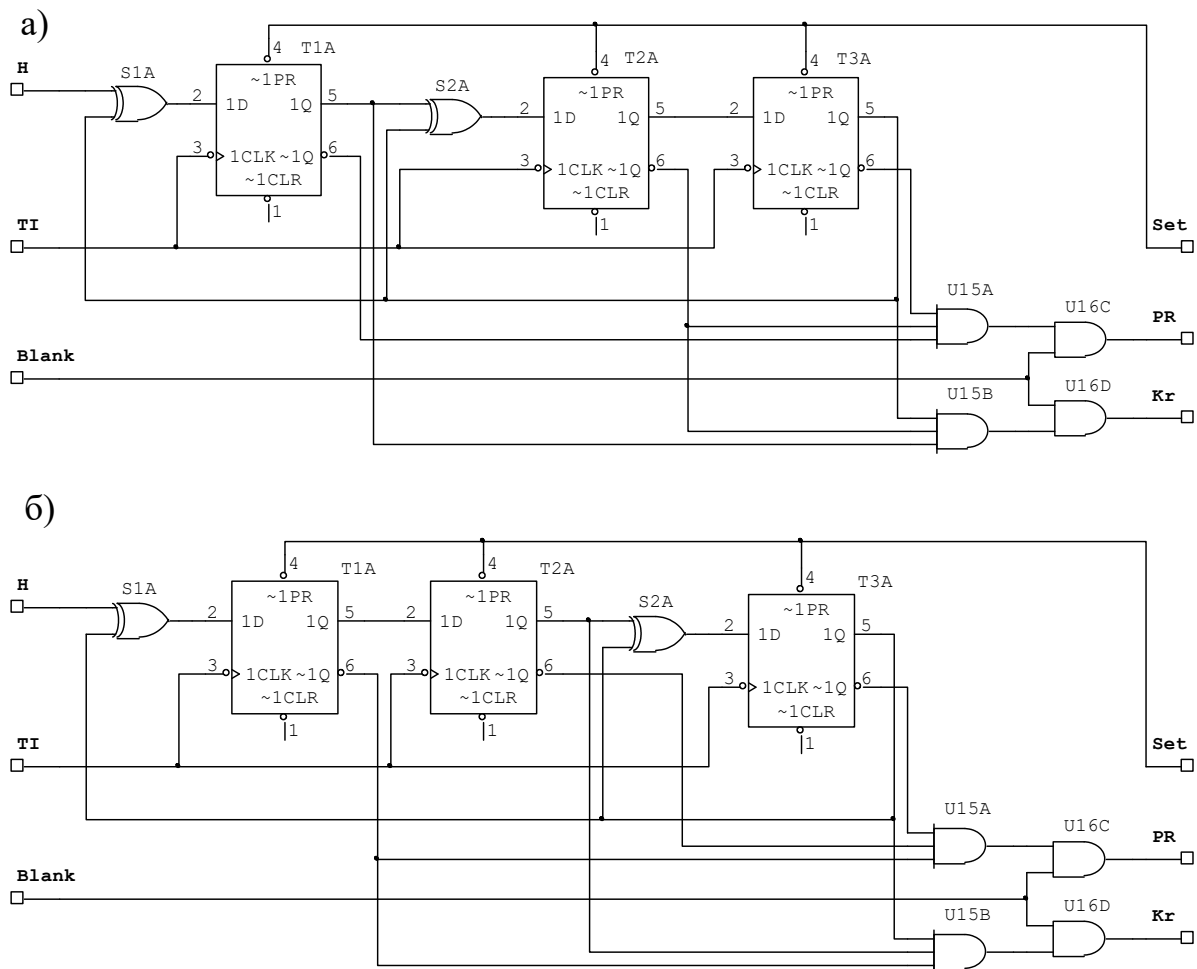 а)
4 T1A 4 T2A 4 T3A
H S1A ~1PR S2A ~1PR ~1PR
2 1D 1Q 5 2 1D 1Q 5 2 1D 1Q 5
3 1CLK ~1Q 6 3 1CLK ~1Q 6 3 1CLK ~1Q 6
~1CLR ~1CLR ~1CLR
1 1 1
TI Set
U15A U16C PR
Blank
U15B U16D Kr
б)
4 T1A 4 T2A 4 T3A
H S1A ~1PR ~1PR S2A ~1PR
2 1D 1Q 5 2 1D 1Q 5 2 1D 1Q 5
3 1CLK ~1Q 6 3 1CLK ~1Q 6 3 1CLK ~1Q 6
~1CLR ~1CLR ~1CLR
1 1 1
TI Set
U15A U16C PR
Blank
U15B U16D Kr